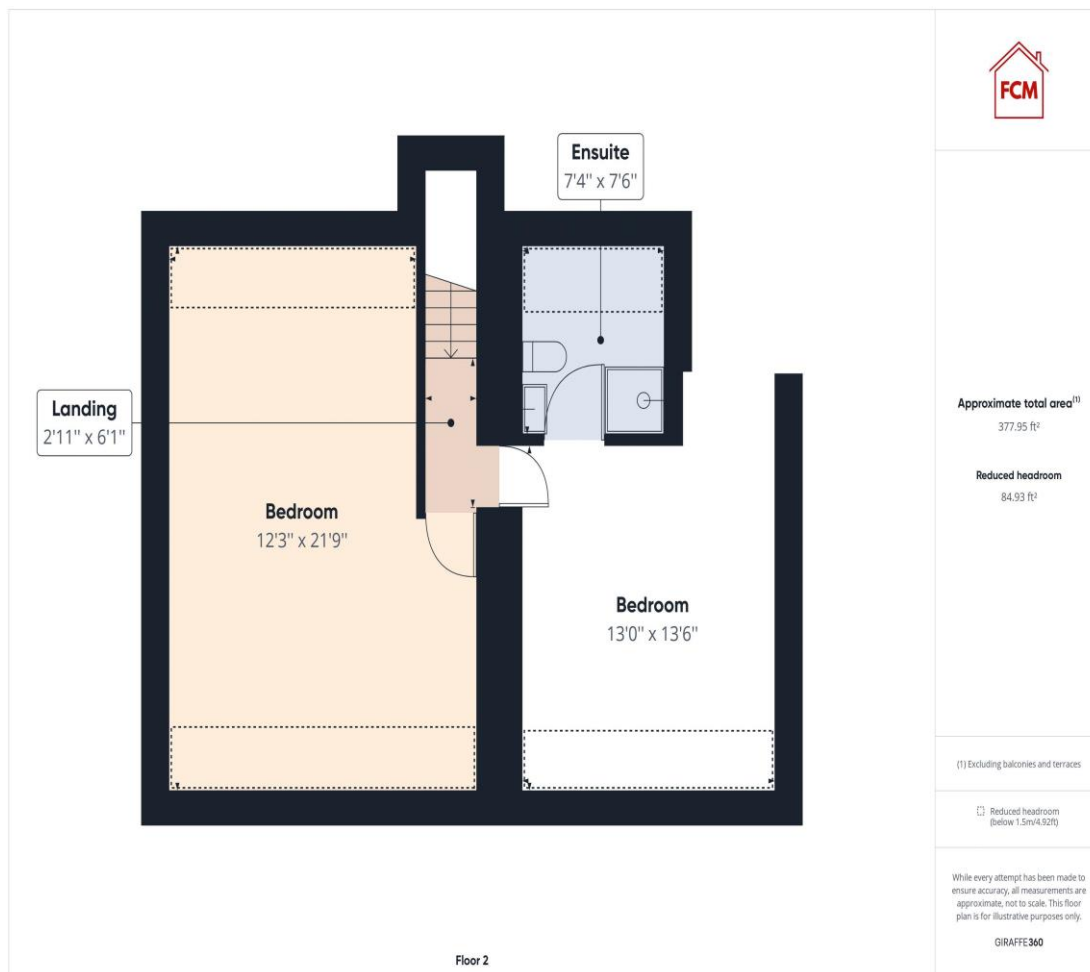 FCM
Ensuite
7'4" x 7'6"
Landing
2'11" x 6'1"
Bedroom
12'3" x 21'9"
Bedroom
13'0" x 13'6"
Floor 2
Approximate total area(1)
377.95 ft²
Reduced headroom
84.93 ft²
(1) Excluding balconies and terraces
Reduced headroom
(below 1.5m/4.92ft)
While every attempt has been made to
ensure accuracy, all measurements are
approximate, not to scale. This floor
plan is for illustrative purposes only.
GIRAFFE360